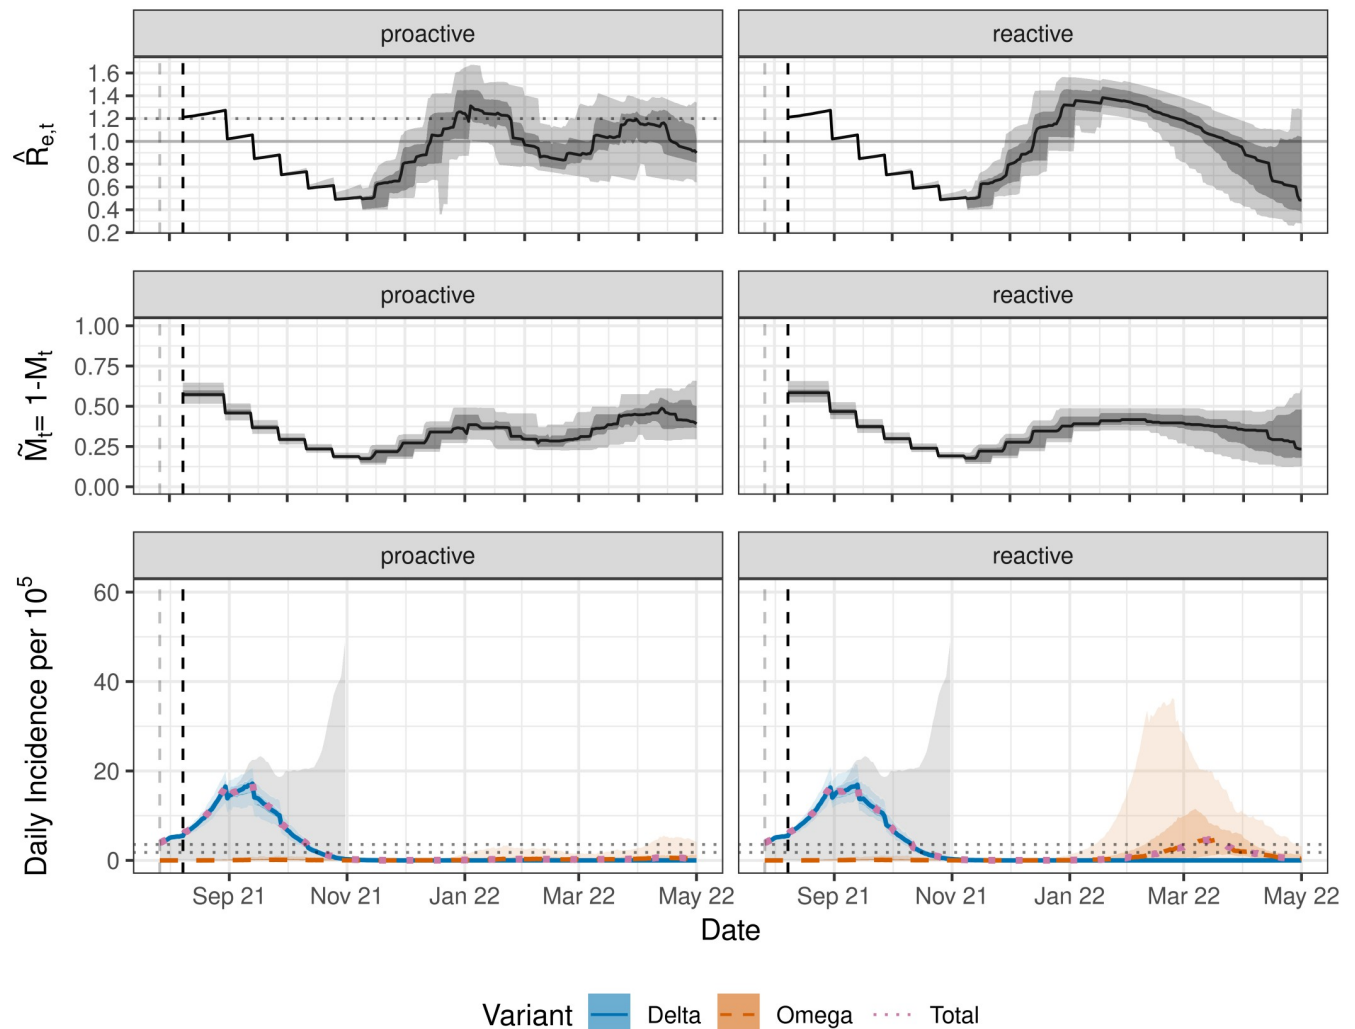 proactive
reactive
R̂e,t
1.6
1.4
1.2
1.0
0.8
0.6
0.4
0.2
proactive
reactive
M̃t= 1-Mt
1.00
0.75
0.50
0.25
0.00
proactive
reactive
Daily Incidence per 10⁵
60
40
20
0
Sep 21 Nov 21 Jan 22 Mar 22 May 22
Sep 21 Nov 21 Jan 22 Mar 22 May 22
Date
Variant Delta Omega Total